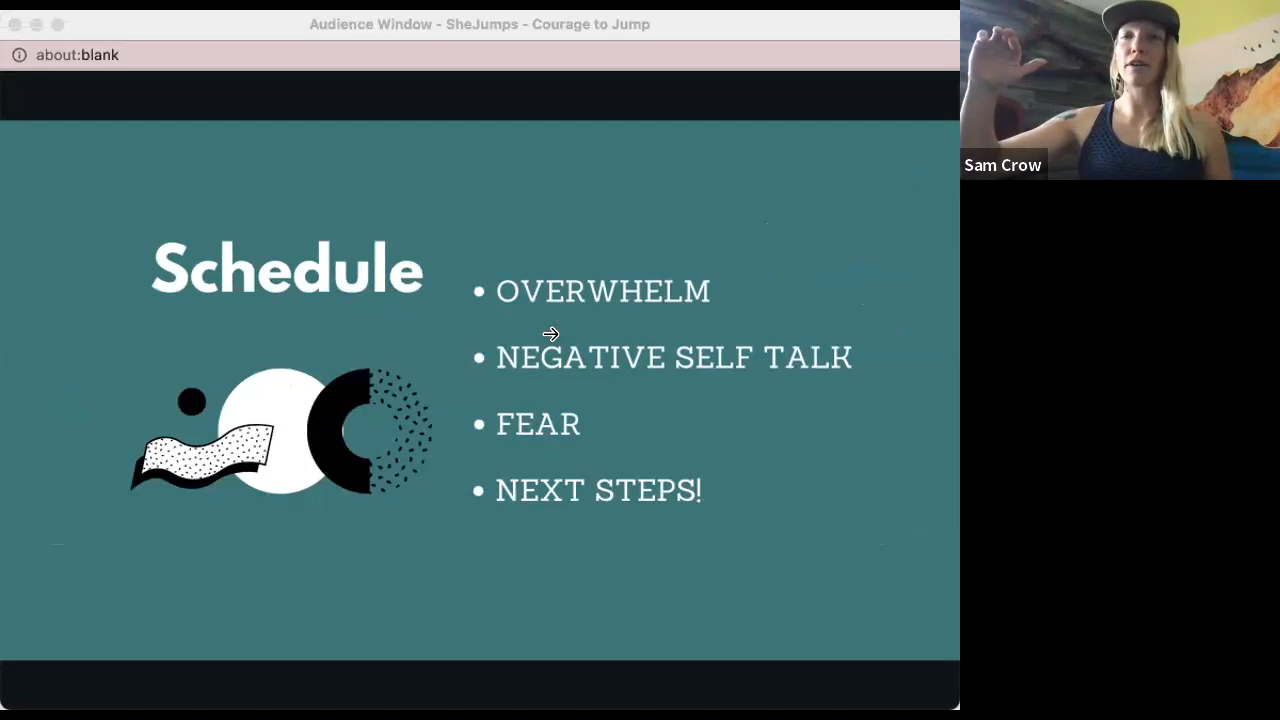 Audience Window - SheJumps - Courage to Jump
about:blank
Sam Crow
Schedule
• OVERWHELM
• NEGATIVE SELF TALK
• FEAR
• NEXT STEPS!